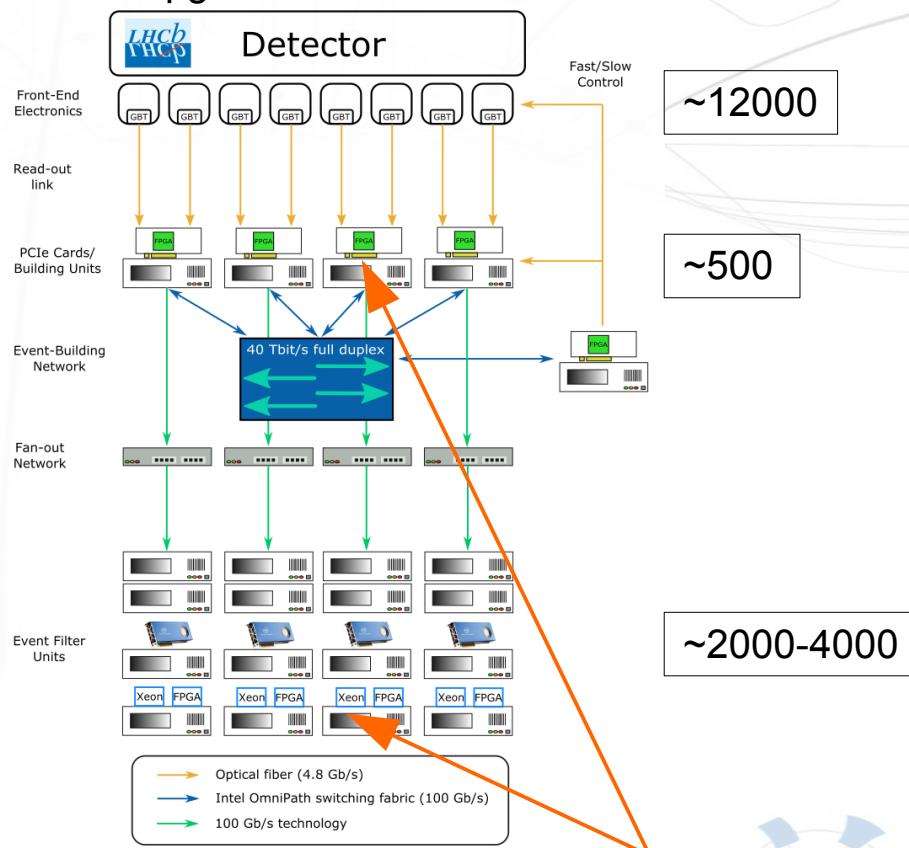 LHCb
Detector
Fast/Slow
Control
Front-End
Electronics
GBT GBT GBT GBT GBT GBT GBT GBT
~12000
Read-out
link
FPGA FPGA FPGA FPGA
PCIe Cards/
Building Units
~500
Event-Building
Network
40 Tbit/s full duplex
FPGA
Fan-out
Network
Event Filter
Units
~2000-4000
Xeon FPGA Xeon FPGA Xeon FPGA Xeon FPGA
Optical fiber (4.8 Gb/s)
Intel OmniPath switching fabric (100 Gb/s)
100 Gb/s technology